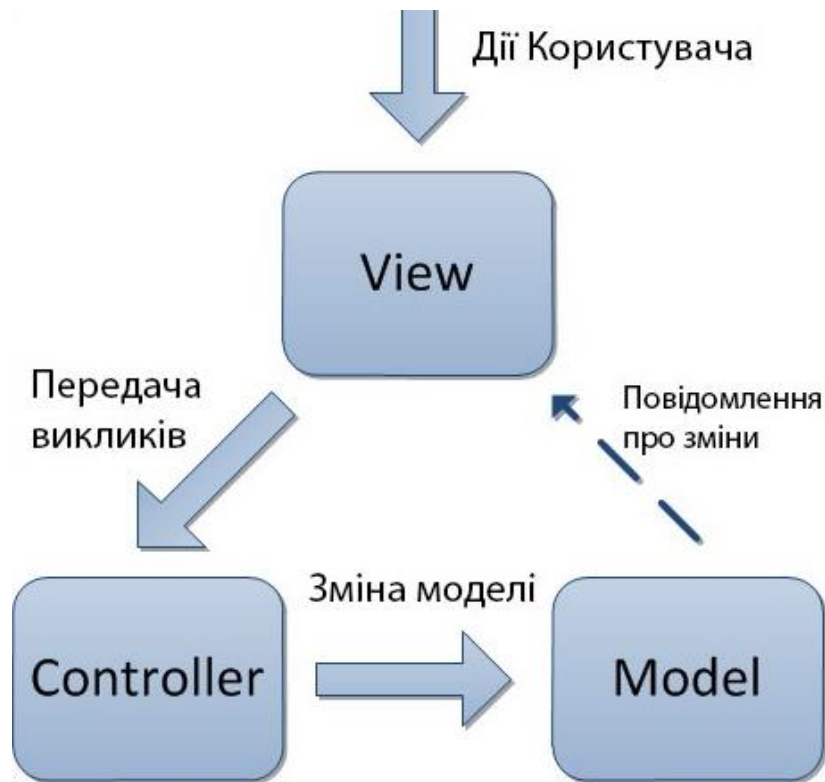 Дії Користувача
View
Передача
викликів
Повідомлення
про зміни
Зміна моделі
Controller
Model